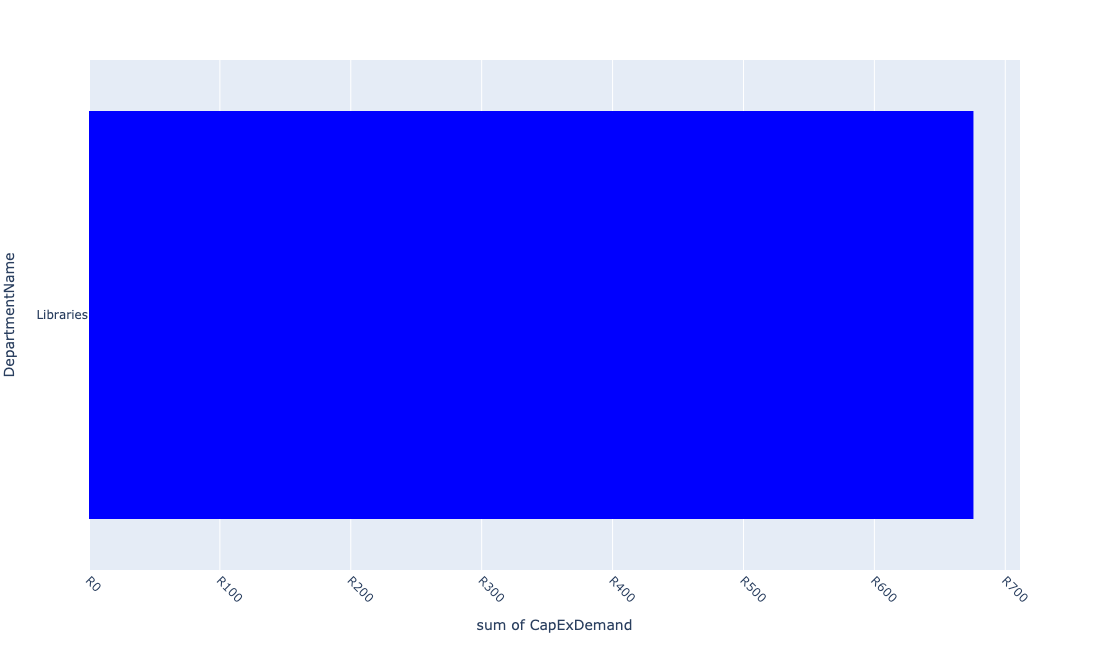 DepartmentName
Libraries
R0
R100
R200
R300
R400
R500
R600
R700
sum of CapExDemand